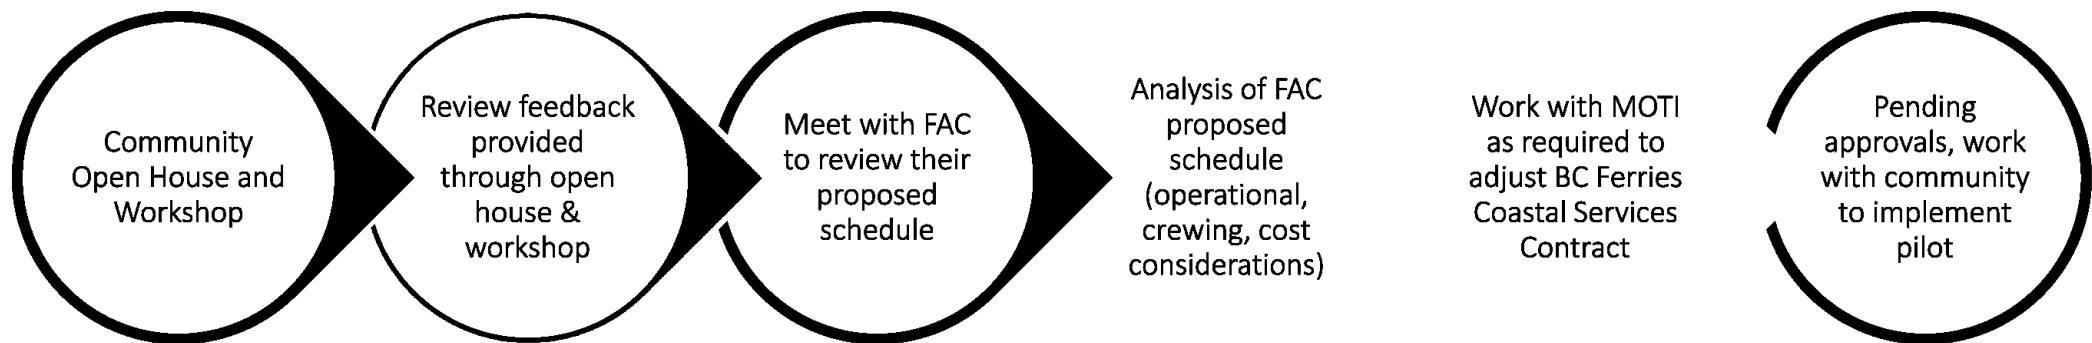 Community
Open House and
Workshop
Review feedback
provided
through open
house &
workshop
Meet with FAC
to review their
proposed
schedule
Analysis of FAC
proposed
schedule
(operational,
crewing, cost
considerations)
Work with MOTI
as required to
adjust BC Ferries
Coastal Services
Contract
Pending
approvals, work
with community
to implement
pilot